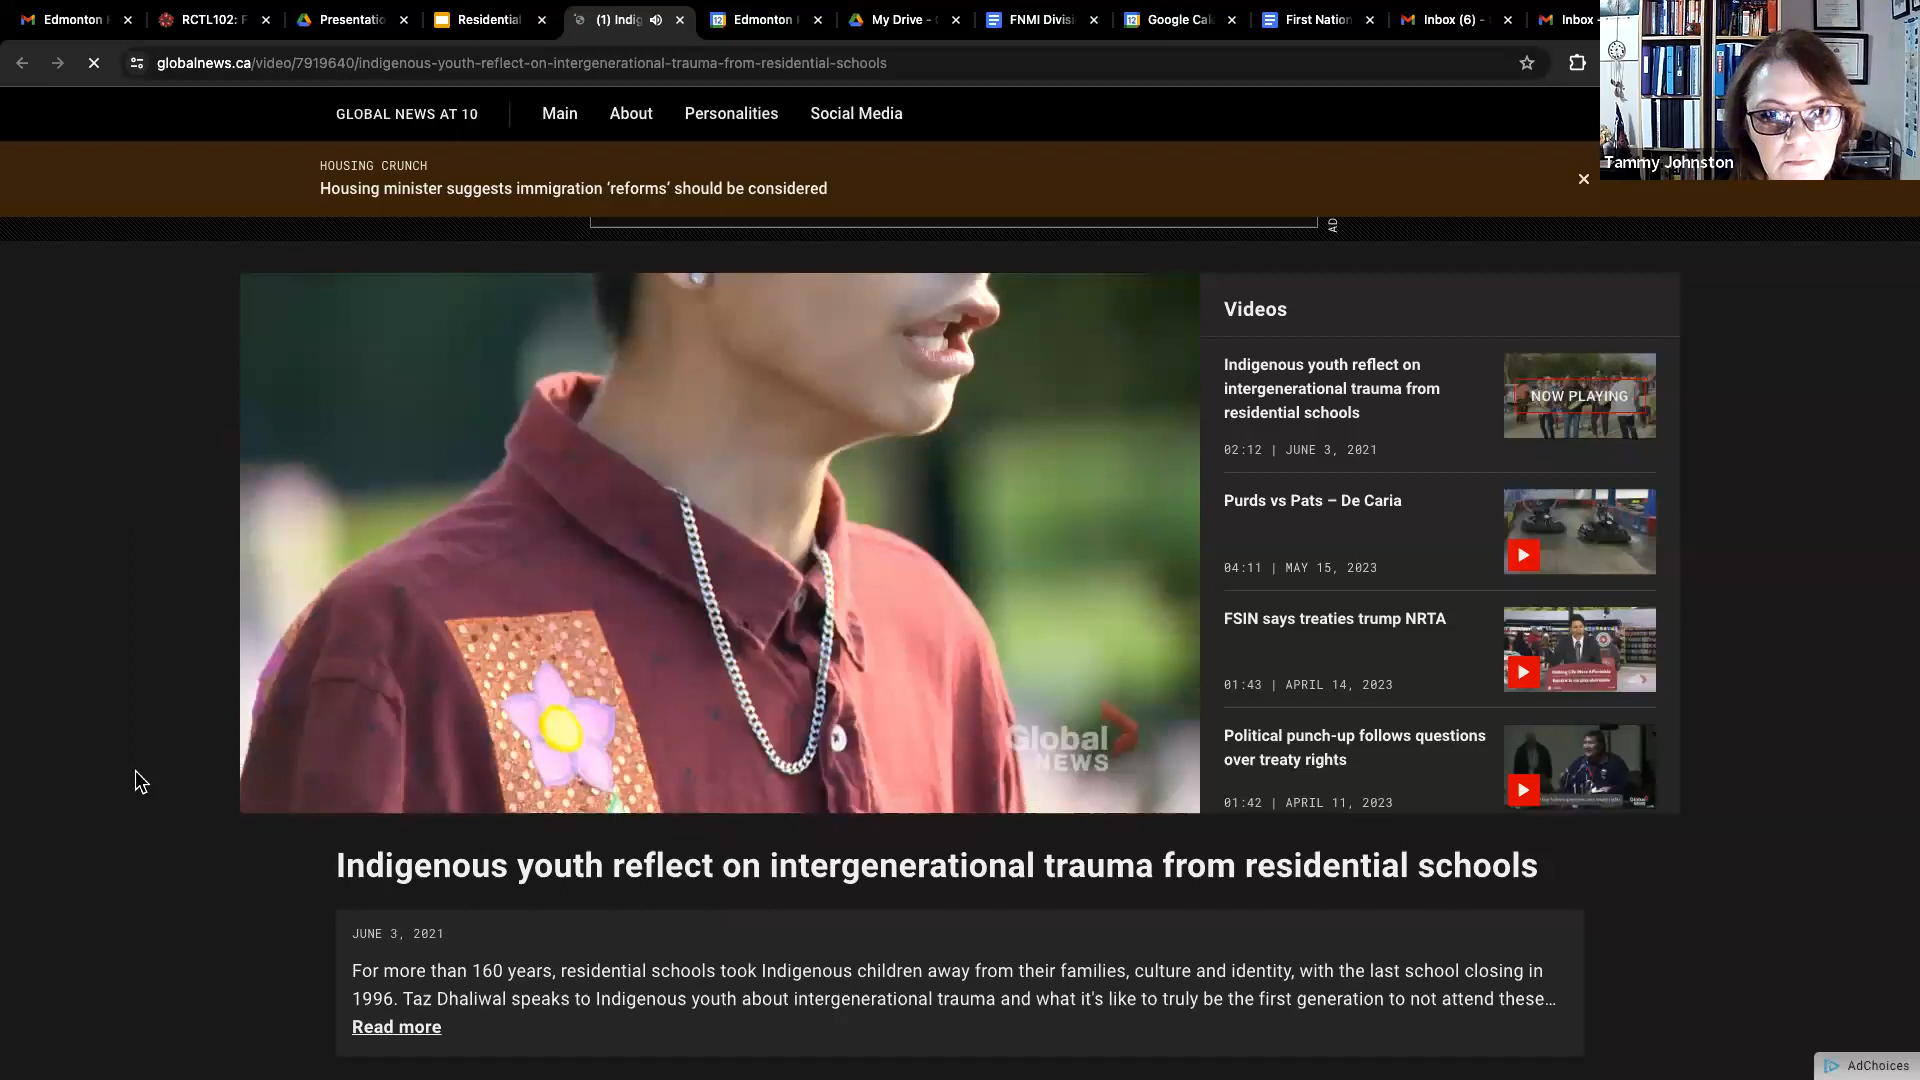 Edmonton
RCTL102: F
Presentatio
Residential
(1) Indig
Edmonton
My Drive -
FNMI Divisi
Google Cal
First Nation
Inbox (6) -
Inbox -
globalnews.ca/video/7919640/indigenous-youth-reflect-on-intergenerational-trauma-from-residential-schools
Tammy Johnston
GLOBAL NEWS AT 10
Main
About
Personalities
Social Media
HOUSING CRUNCH
Housing minister suggests immigration ‘reforms’ should be considered
AD
Global
NEWS
Videos
Indigenous youth reflect on
intergenerational trauma from
residential schools
02:12 | JUNE 3, 2021
NOW PLAYING
Purds vs Pats – De Caria
04:11 | MAY 15, 2023
FSIN says treaties trump NRTA
01:43 | APRIL 14, 2023
Political punch-up follows questions
over treaty rights
01:42 | APRIL 11, 2023
Indigenous youth reflect on intergenerational trauma from residential schools
JUNE 3, 2021
For more than 160 years, residential schools took Indigenous children away from their families, culture and identity, with the last school closing in
1996. Taz Dhaliwal speaks to Indigenous youth about intergenerational trauma and what it's like to truly be the first generation to not attend these…
Read more
AdChoices